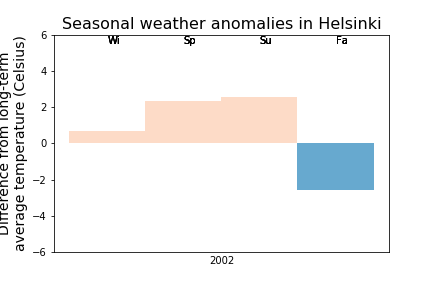 Seasonal weather anomalies in Helsinki
Difference from long-term
average temperature (Celsius)
6
4
2
0
−2
−4
−6
Wi Sp Su Fa
2002